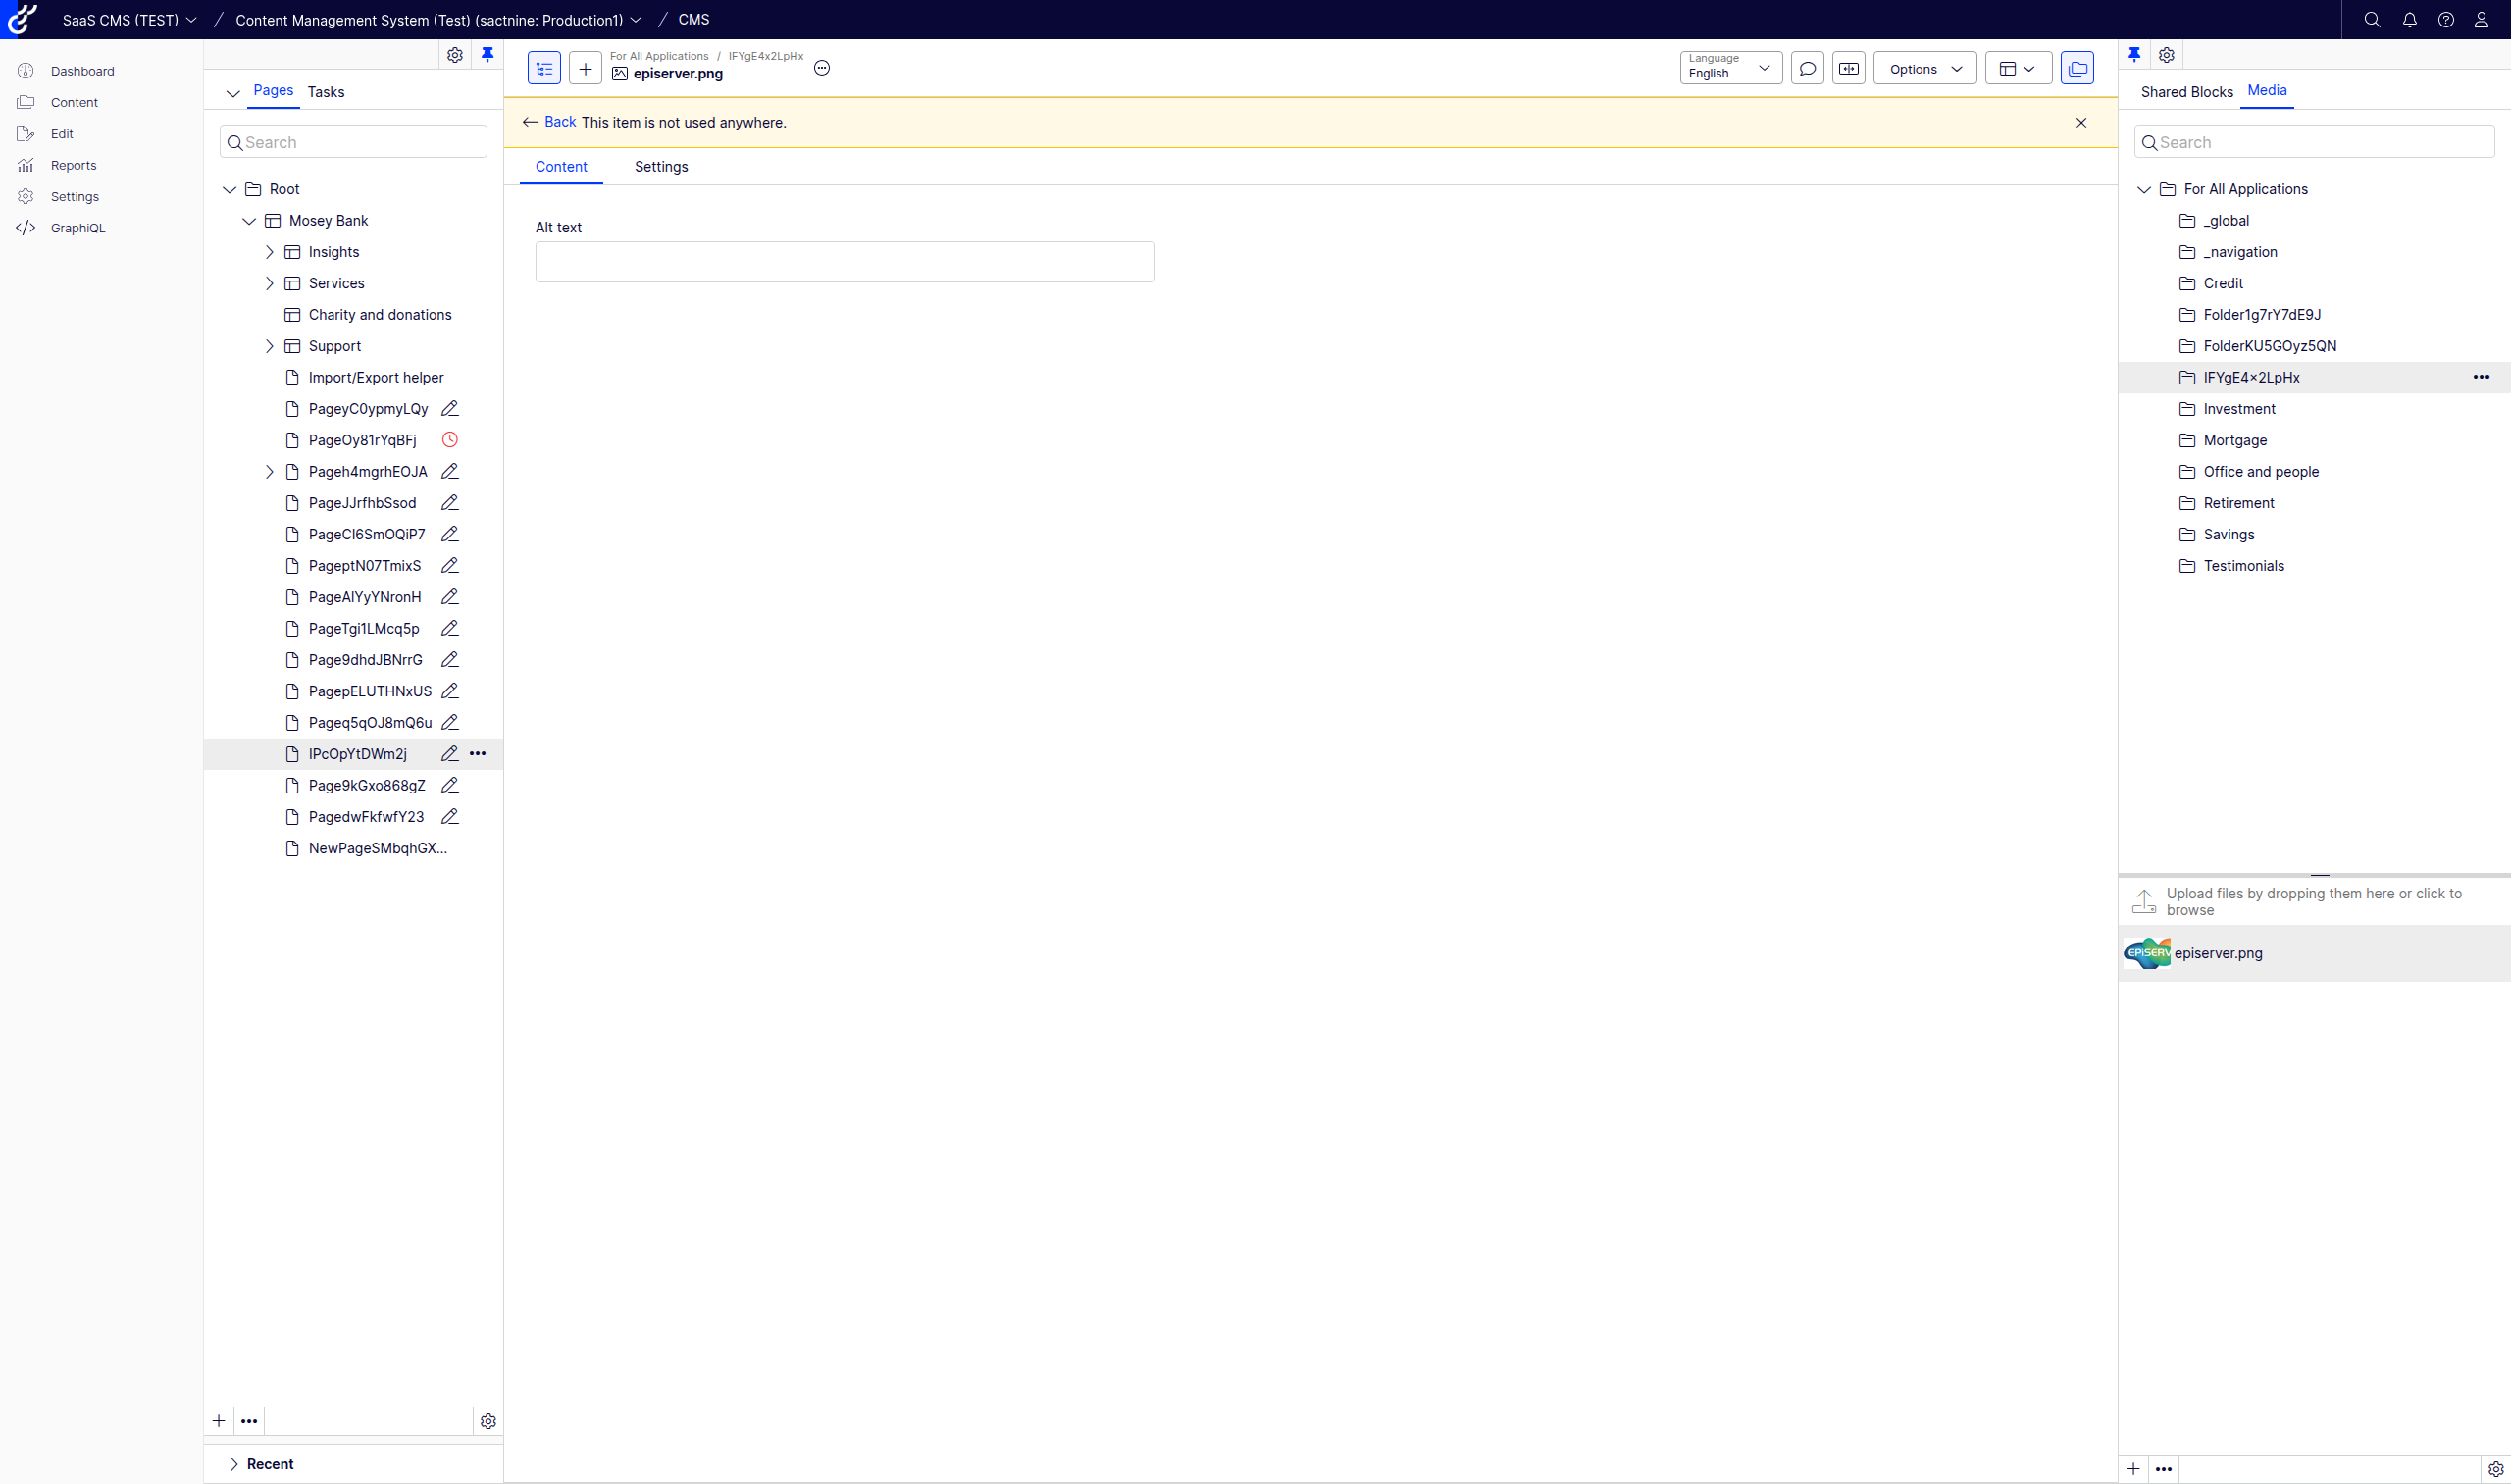 SaaS CMS (TEST) / Content Management System (Test) (sactnine: Production1) / CMS
Dashboard
Content
Edit
Reports
Settings
GraphiQL
Pages Tasks
Search
Root
Mosey Bank
Insights
Services
Charity and donations
Support
Import/Export helper
PageyC0ypmyLQy
PageOy81rYqBFj
Pageh4mgrhEOJA
PageJJrfhbSsod
PageCl6SmOQiP7
PageptN07TmixS
PageAlYyYNronH
PageTgi1LMcq5p
Page9dhdJBNrrG
PagepELUTHNxUS
Pageq5qOJ8mQ6u
IPcOpYtDWm2j
Page9kGxo868gZ
PagedwFkfwfY23
NewPageSMbqhGX...
Recent
For All Applications / IFYgE4x2LpHx
episerver.png
Language
English
Options
Back This item is not used anywhere.
Content Settings
Alt text
Shared Blocks Media
Search
For All Applications
_global
_navigation
Credit
Folder1g7rY7dE9J
FolderKU5GOyz5QN
IFYgE4×2LpHx
Investment
Mortgage
Office and people
Retirement
Savings
Testimonials
Upload files by dropping them here or click to
browse
EPISERV episerver.png